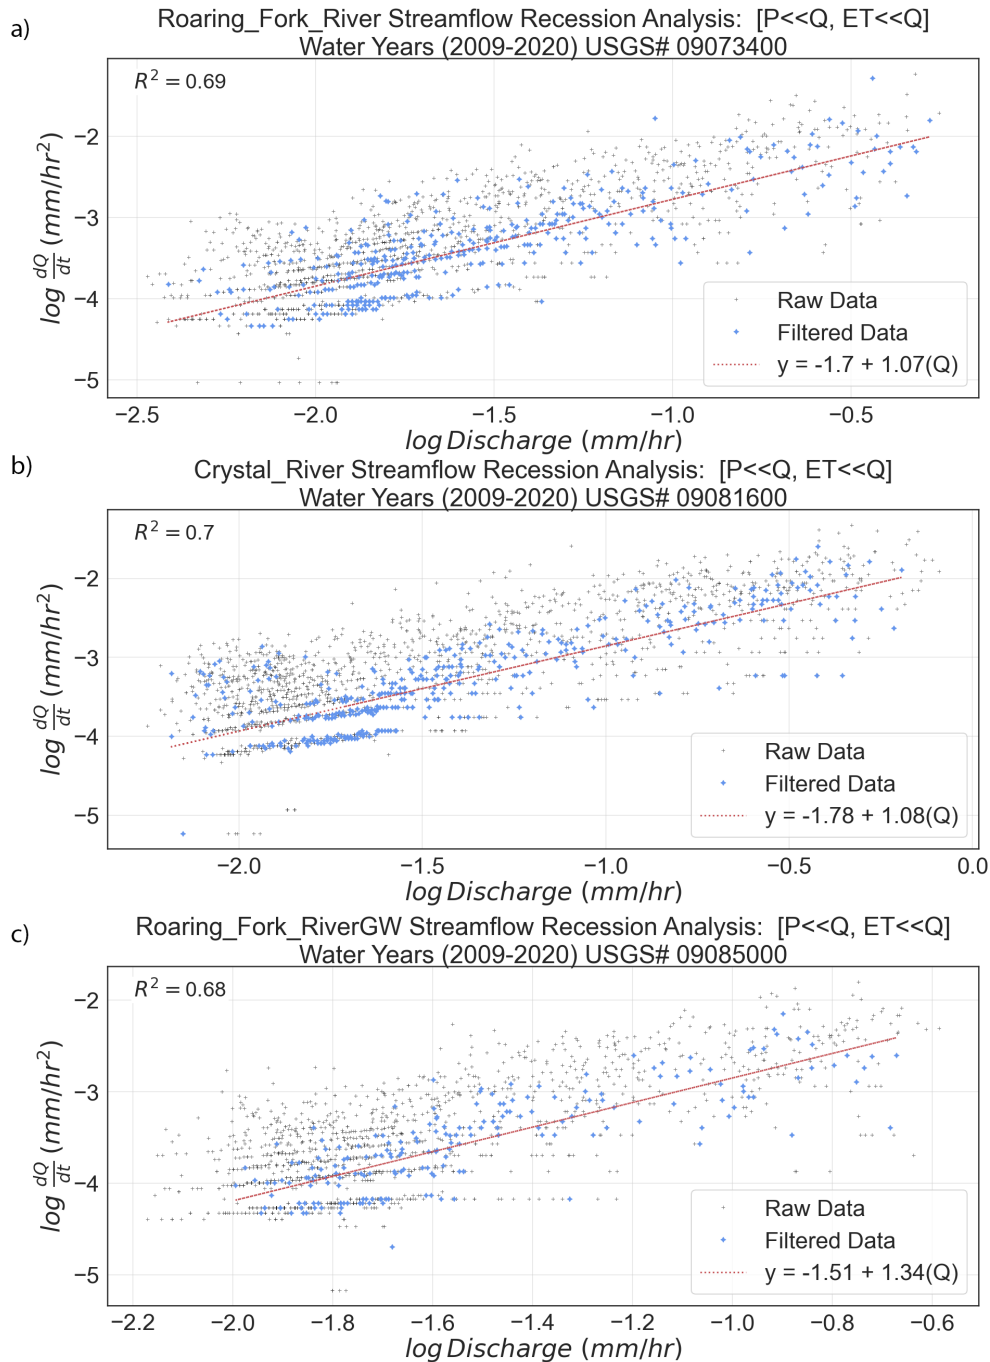 a)
Roaring_Fork_River Streamflow Recession Analysis:  [P<<Q, ET<<Q]
Water Years (2009-2020) USGS# 09073400
R² = 0.69
−2
−3
−4
−5
log dQ/dt (mm/hr²)
Raw Data
Filtered Data
y = -1.7 + 1.07(Q)
−2.5 −2.0 −1.5 −1.0 −0.5
log Discharge (mm/hr)
b)
Crystal_River Streamflow Recession Analysis:  [P<<Q, ET<<Q]
Water Years (2009-2020) USGS# 09081600
R² = 0.7
−2
−3
−4
−5
log dQ/dt (mm/hr²)
Raw Data
Filtered Data
y = -1.78 + 1.08(Q)
−2.0 −1.5 −1.0 −0.5 0.0
log Discharge (mm/hr)
c)
Roaring_Fork_RiverGW Streamflow Recession Analysis:  [P<<Q, ET<<Q]
Water Years (2009-2020) USGS# 09085000
R² = 0.68
−2
−3
−4
−5
log dQ/dt (mm/hr²)
Raw Data
Filtered Data
y = -1.51 + 1.34(Q)
−2.2 −2.0 −1.8 −1.6 −1.4 −1.2 −1.0 −0.8 −0.6
log Discharge (mm/hr)